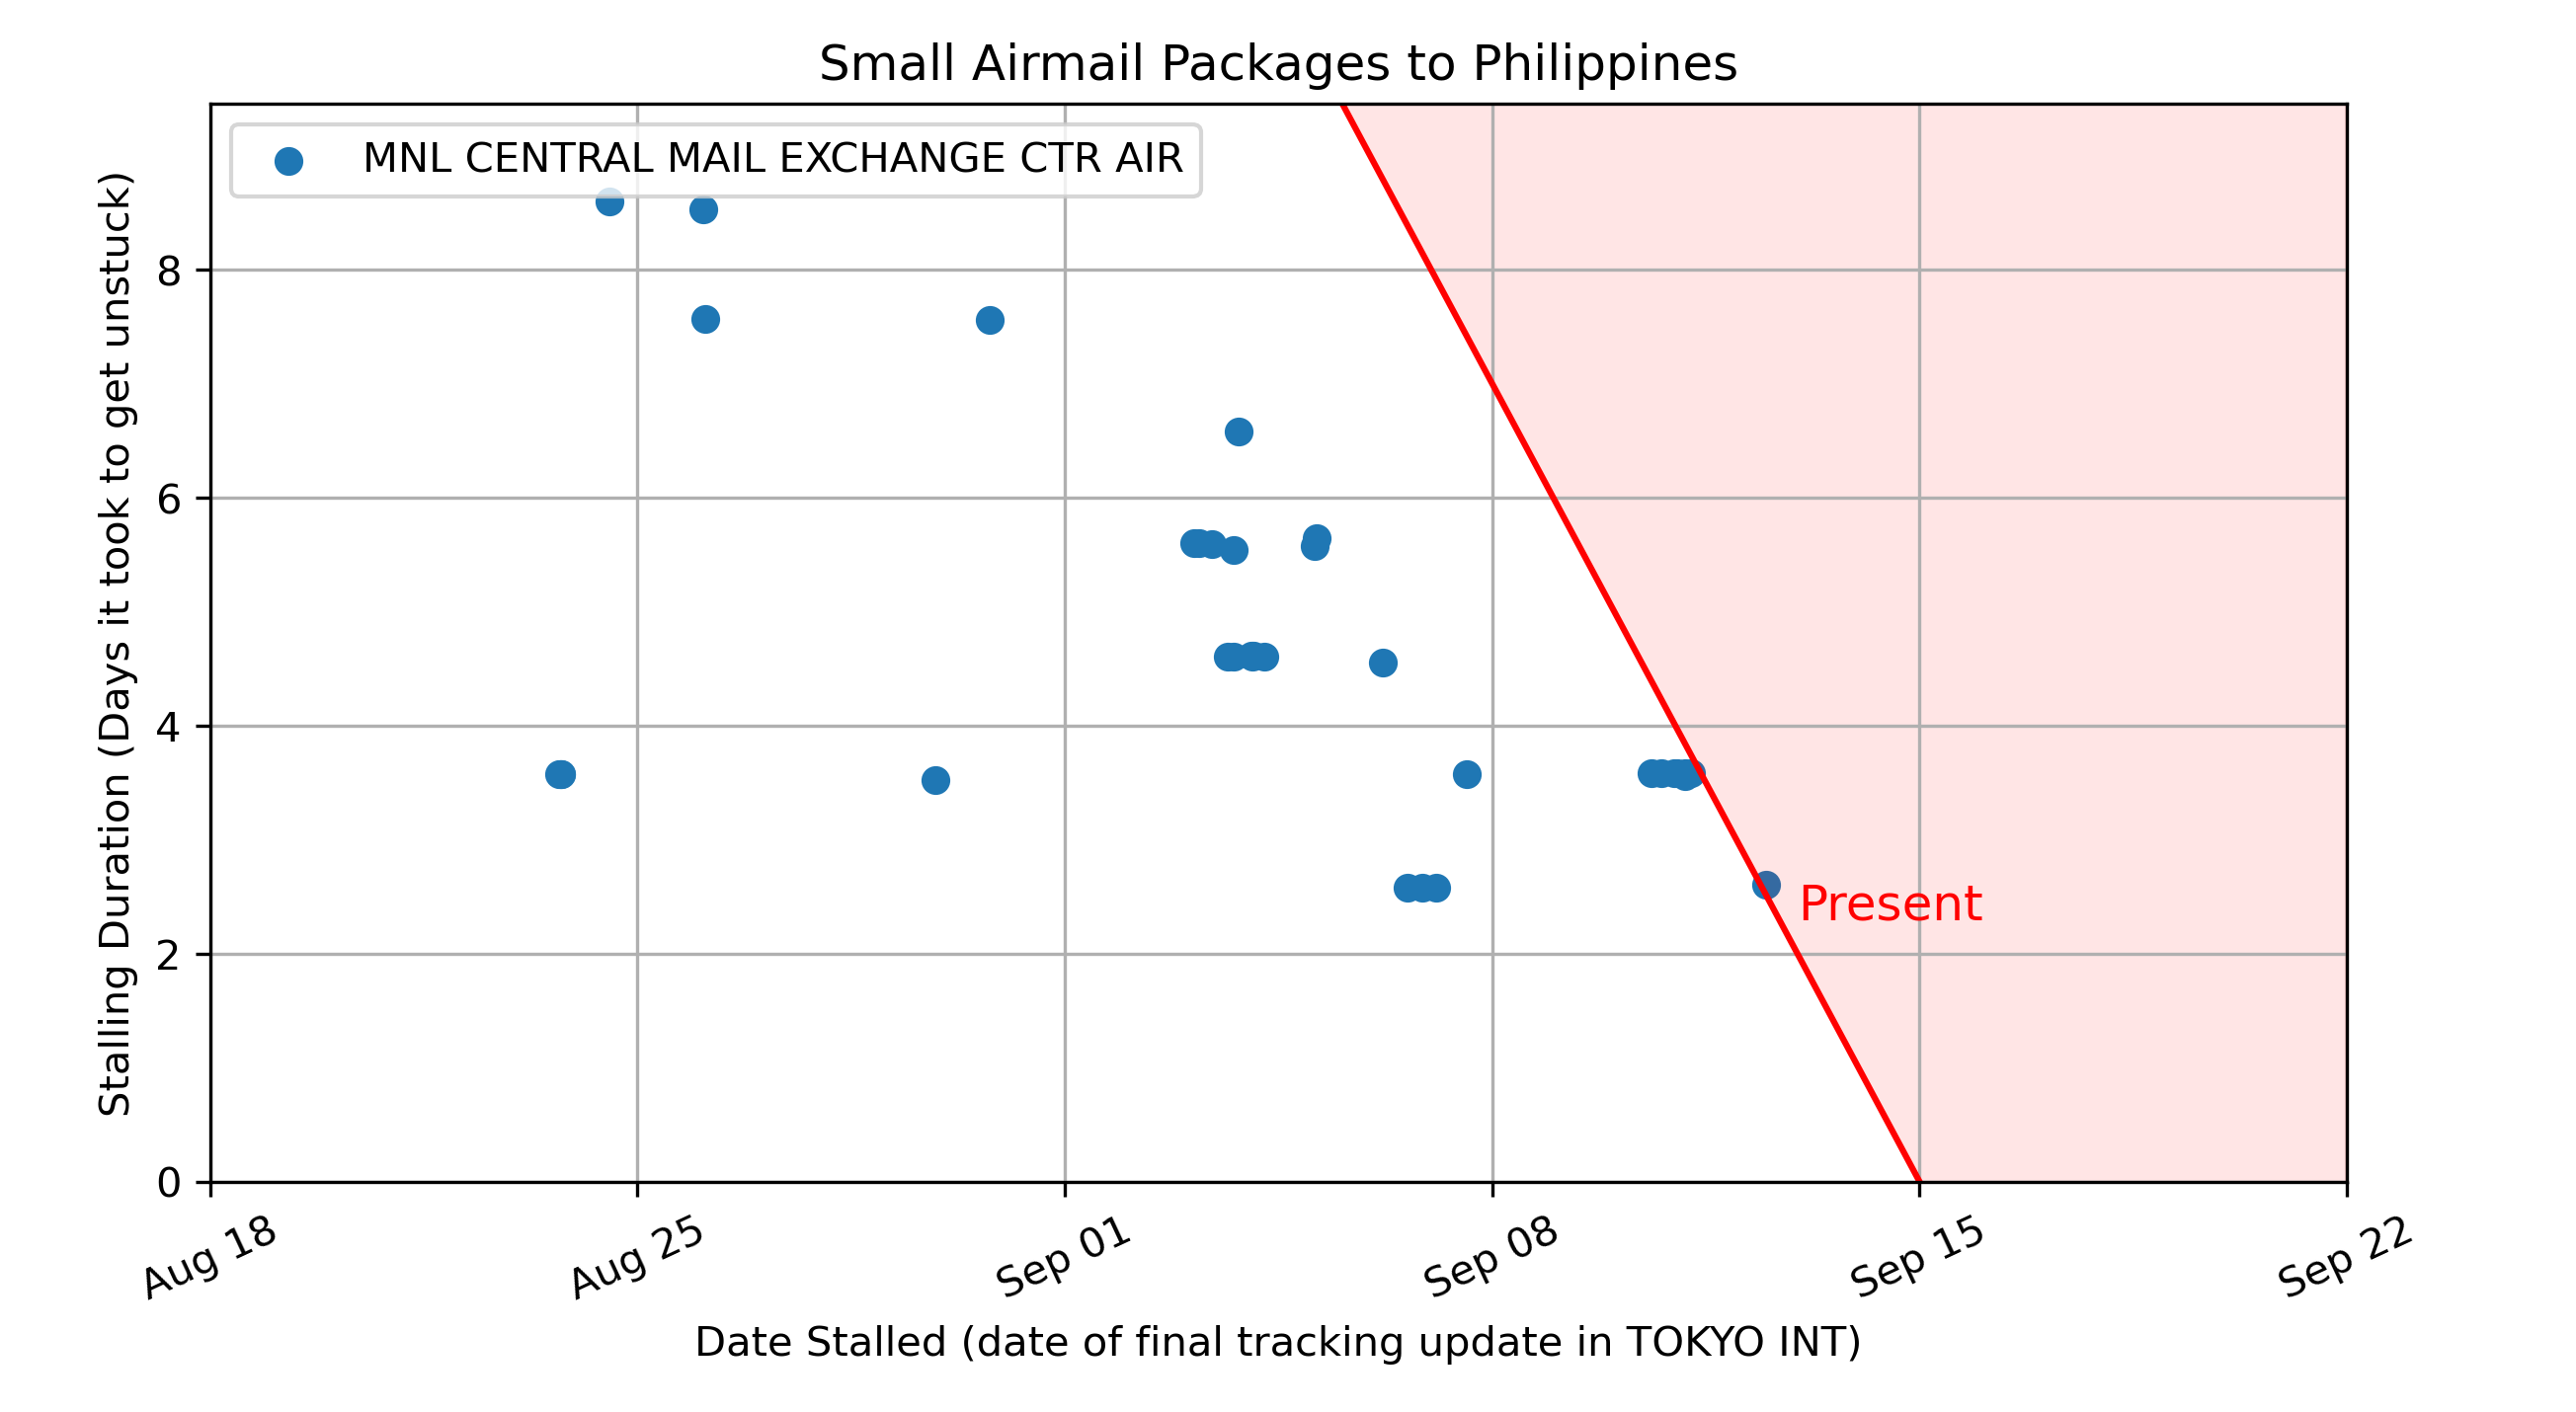 Small Airmail Packages to Philippines
MNL CENTRAL MAIL EXCHANGE CTR AIR
Stalling Duration (Days it took to get unstuck)
8
6
4
2
0
Present
Aug 18
Aug 25
Sep 01
Sep 08
Sep 15
Sep 22
Date Stalled (date of final tracking update in TOKYO INT)